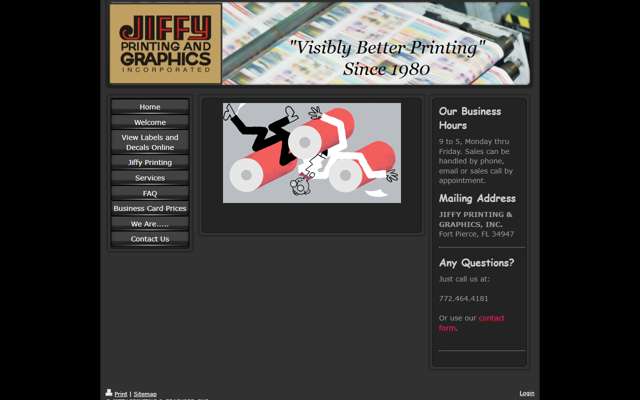 JIFFY
PRINTING AND
GRAPHICS
INCORPORATED
"Visibly Better Printing"
Since 1980
Home
Welcome
View Labels and
Decals Online
Jiffy Printing
Services
FAQ
Business Card Prices
We Are.....
Contact Us
Our Business
Hours
9 to 5, Monday thru
Friday. Sales can be
handled by phone,
email or sales call by
appointment.
Mailing Address
JIFFY PRINTING &
GRAPHICS, INC.
Fort Pierce, FL 34947
Any Questions?
Just call us at:
772.464.4181
Or use our contact
form.
Print | Sitemap
Login